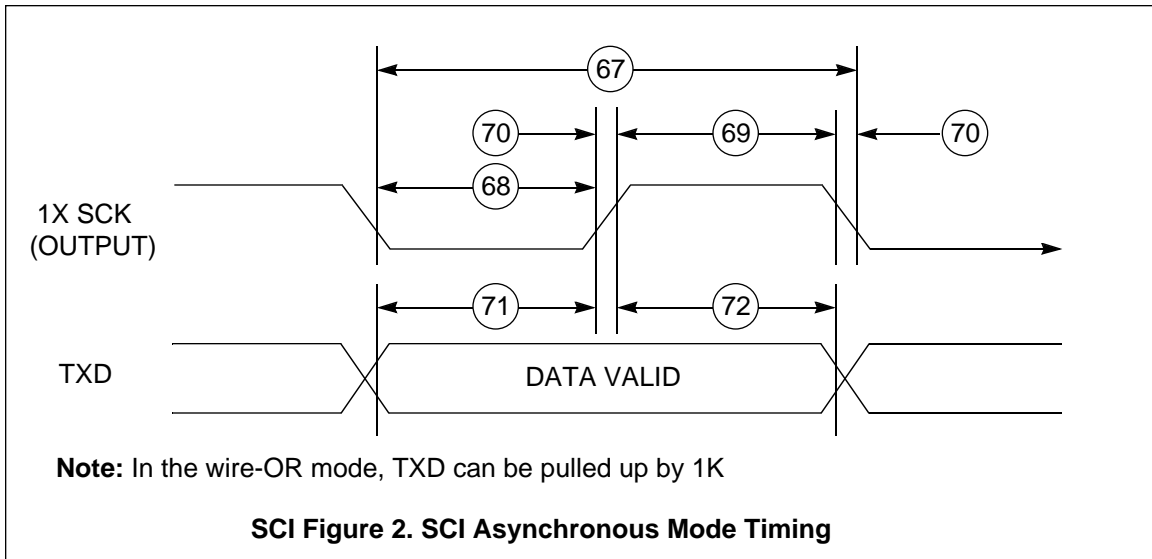 67
70
69
70
68
1X SCK
(OUTPUT)
71
72
TXD
DATA VALID
Note: In the wire-OR mode, TXD can be pulled up by 1K
SCI Figure 2. SCI Asynchronous Mode Timing